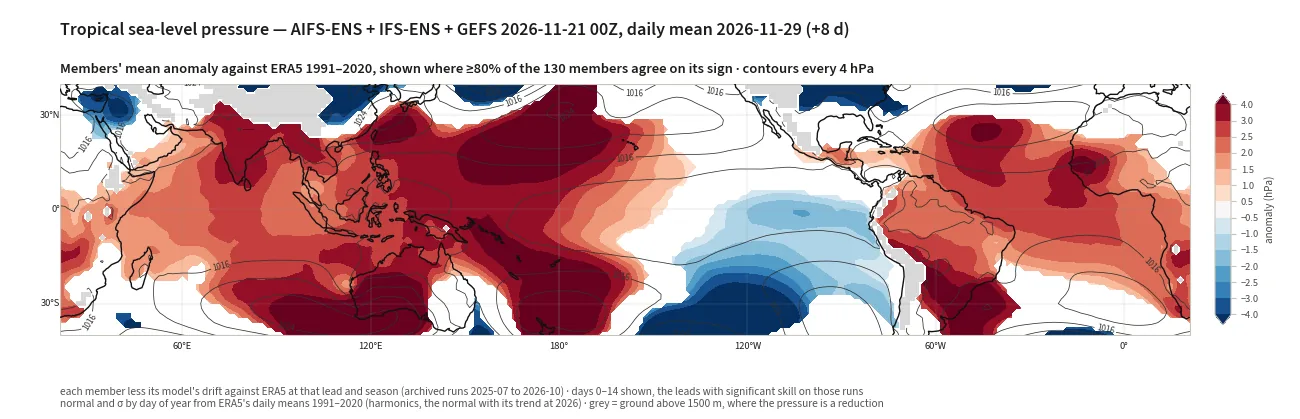 Tropical sea-level pressure — AIFS-ENS + IFS-ENS + GEFS 2026-11-21 00Z, daily mean 2026-11-29 (+8 d)
Members' mean anomaly against ERA5 1991–2020, shown where ≥80% of the 130 members agree on its sign · contours every 4 hPa
30°N
0°
30°S
60°E
120°E
180°
120°W
60°W
0°
1016
1016
1024
1016
1016
1016
1016
1016
1016
1016
1016
1016
4.0
3.0
2.5
2.0
1.5
1.0
0.5
−0.5
−1.0
−1.5
−2.0
−2.5
−3.0
−4.0
anomaly (hPa)
each member less its model's drift against ERA5 at that lead and season (archived runs 2025-07 to 2026-10) · days 0–14 shown, the leads with significant skill on those runs
normal and σ by day of year from ERA5's daily means 1991–2020 (harmonics, the normal with its trend at 2026) · grey = ground above 1500 m, where the pressure is a reduction